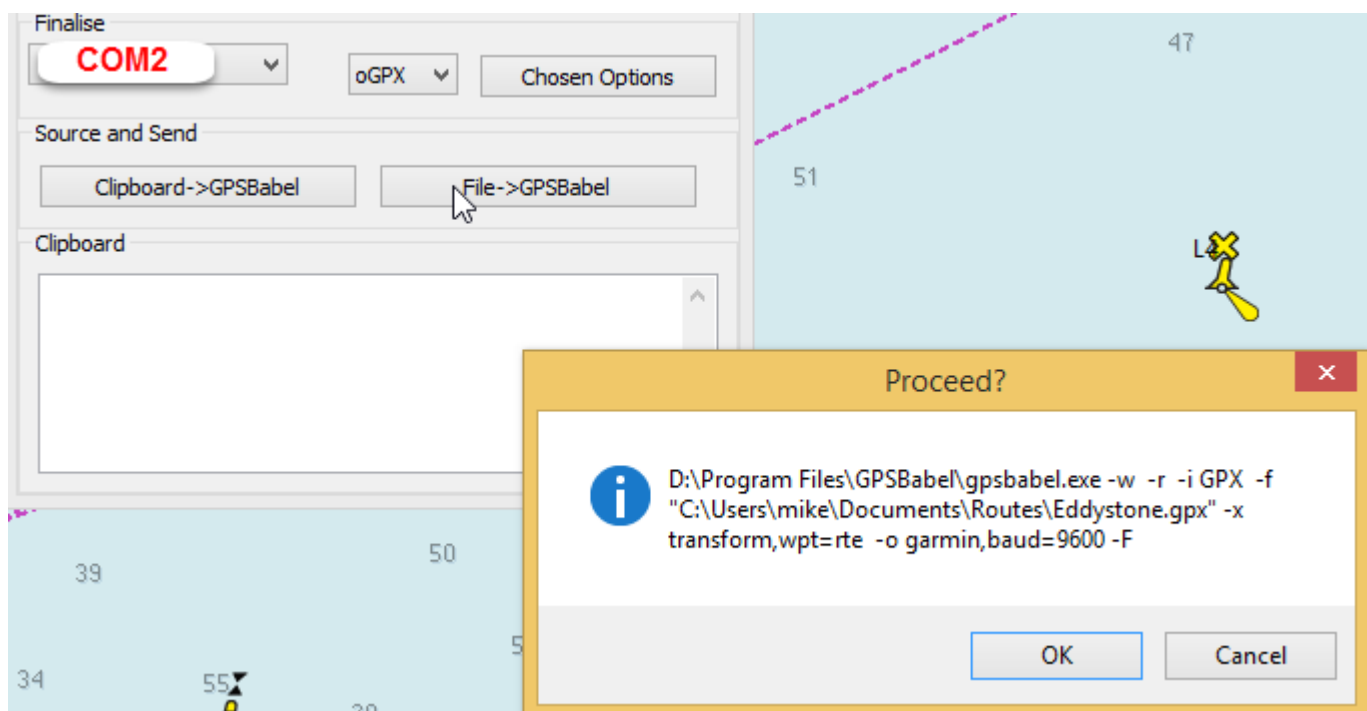 Finalise
COM2
oGPX
Chosen Options
Source and Send
Clipboard->GPSBabel
File->GPSBabel
Clipboard
47
51
L4
Proceed?
D:\Program Files\GPSBabel\gpsbabel.exe -w -r -i GPX -f
"C:\Users\mike\Documents\Routes\Eddystone.gpx" -x
transform,wpt=rte -o garmin,baud=9600 -F
OK
Cancel
50
39
5
34
55